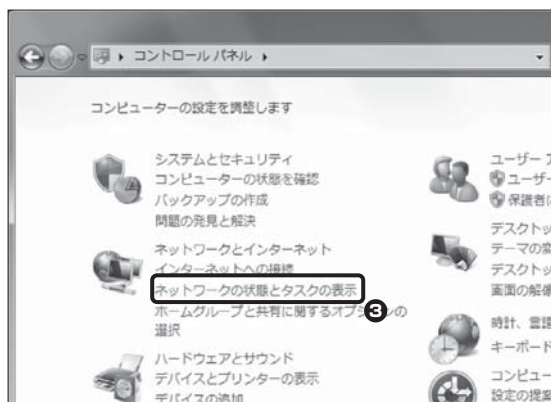 コントロール パネル
コンピューターの設定を調整します
システムとセキュリティ
コンピューターの状態を確認
バックアップの作成
問題の発見と解決
ネットワークとインターネット
インターネットへの接続
ネットワークの状態とタスクの表示
ホームグループと共有に関するオプションの
選択
❸
ハードウェアとサウンド
デバイスとプリンターの表示
デバイスの追加
ユーザー
ユーザー
保護者
デスクトッ
テーマの変
デスクトッ
画面の解像
時計、言語
キーボード
コンピュー
設定の提案